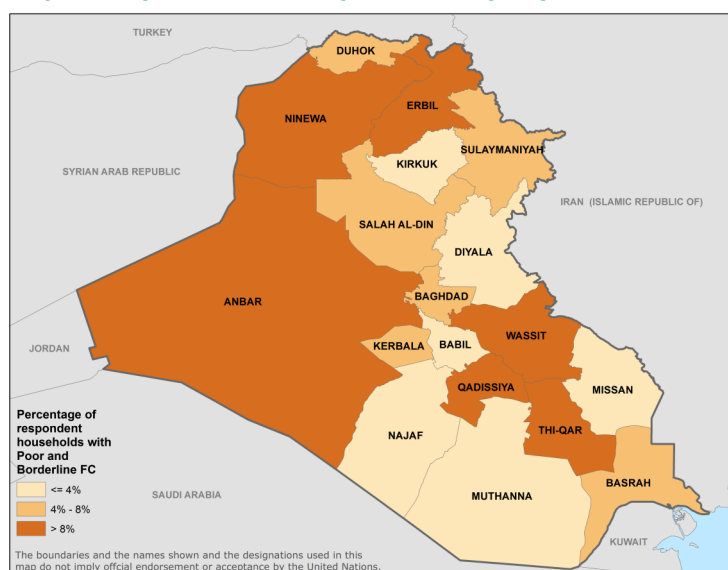 TURKEY
DUHOK
NINEWA
ERBIL
SULAYMANIYAH
KIRKUK
SYRIAN ARAB REPUBLIC
IRAN (ISLAMIC REPUBLIC OF)
SALAH AL-DIN
DIYALA
ANBAR
BAGHDAD
WASSIT
JORDAN
KERBALA
BABIL
QADISSIYA
MISSAN
NAJAF
THI-QAR
BASRAH
MUTHANNA
SAUDI ARABIA
KUWAIT
Percentage of
respondent
households with
Poor and
Borderline FC
<= 4%
4% - 8%
> 8%
The boundaries and the names shown and the designations used in this
map do not imply offcial endorsement or acceptance by the United Nations.